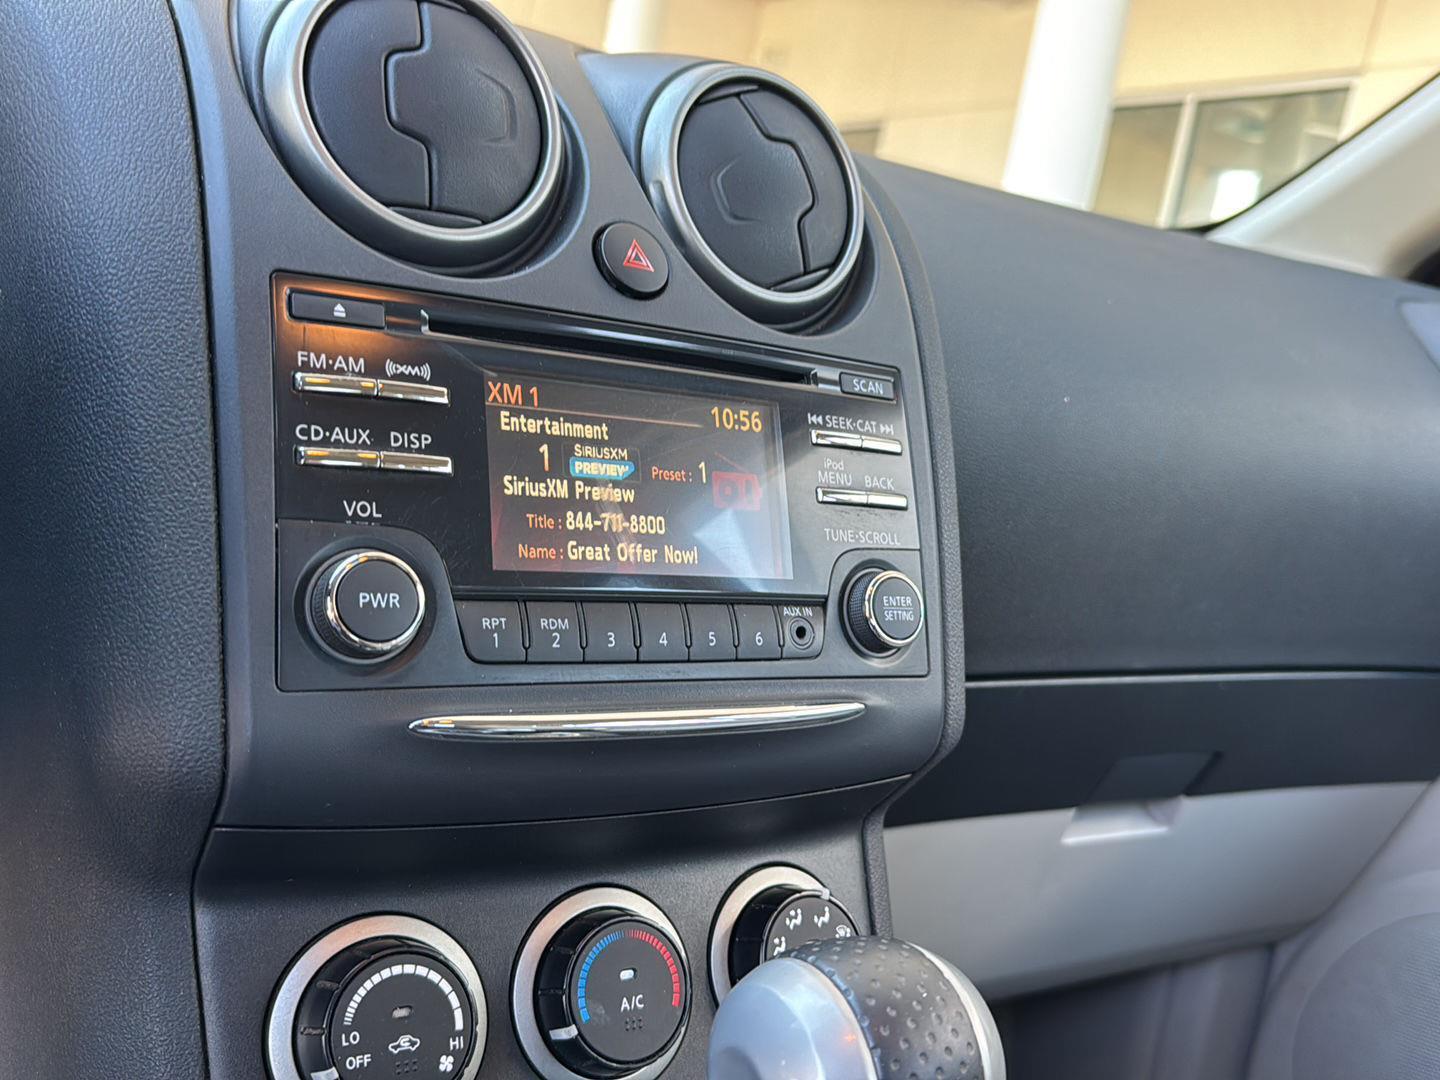 FM·AM
XM
SCAN
CD·AUX
DISP
VOL
PWR
XM 1
10:56
Entertainment
1
SIRIUSXM
PREVIEW
Preset : 1
SiriusXM Preview
Title : 844-711-8800
Name : Great Offer Now!
SEEK·CAT
iPod
MENU
BACK
TUNE·SCROLL
ENTER
SETTING
RPT
1
RDM
2
3
4
5
6
AUX IN
LO
HI
OFF
A/C